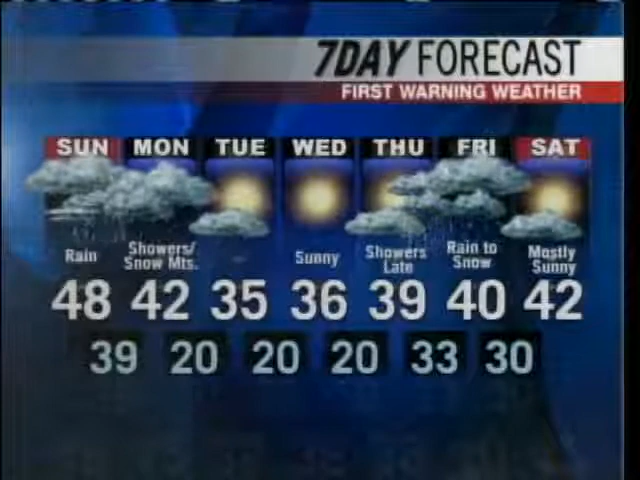 7DAY FORECAST
FIRST WARNING WEATHER
SUN MON TUE WED THU FRI SAT
Rain Showers/ Snow Mts. Sunny Showers Late Rain to Snow Mostly Sunny
48 42 35 36 39 40 42
39 20 20 20 33 30